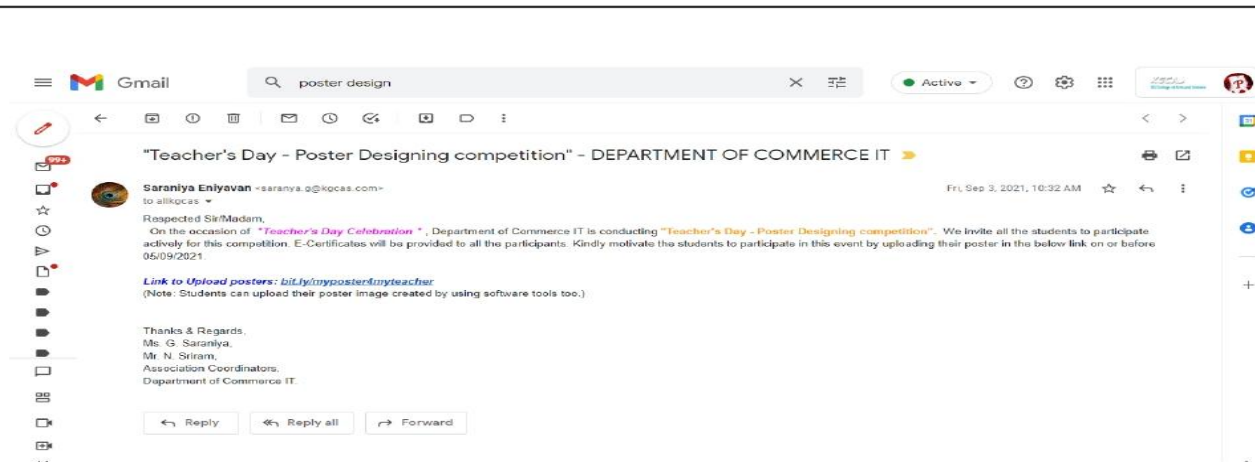 Gmail
poster design
Active
99+
"Teacher's Day - Poster Designing competition" - DEPARTMENT OF COMMERCE IT
Saraniya Eniyavan <saranya.g@kgcas.com>
Fri, Sep 3, 2021, 10:32 AM
to allkgcas
Respected Sir/Madam,
On the occasion of "Teacher's Day Celebration " , Department of Commerce IT is conducting "Teacher's Day - Poster Designing competition". We invite all the students to participate
actively for this competition. E-Certificates will be provided to all the participants. Kindly motivate the students to participate in this event by uploading their poster in the below link on or before
05/09/2021.
Link to Upload posters: bit.ly/myposter4myteacher
(Note: Students can upload their poster image created by using software tools too.)
Thanks & Regards,
Ms. G. Saraniya,
Mr. N. Sriram,
Association Coordinators,
Department of Commerce IT.
Reply
Reply all
Forward